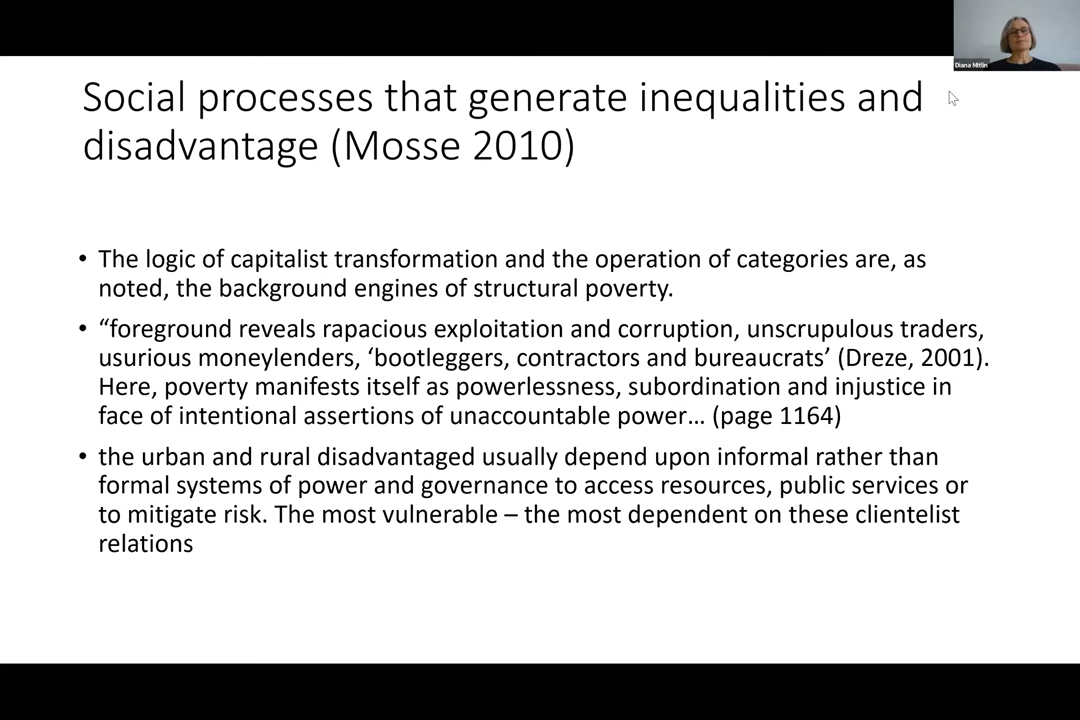 Diana Mitlin
Social processes that generate inequalities and
disadvantage (Mosse 2010)
• The logic of capitalist transformation and the operation of categories are, as
noted, the background engines of structural poverty.
• “foreground reveals rapacious exploitation and corruption, unscrupulous traders,
usurious moneylenders, ‘bootleggers, contractors and bureaucrats’ (Dreze, 2001).
Here, poverty manifests itself as powerlessness, subordination and injustice in
face of intentional assertions of unaccountable power… (page 1164)
• the urban and rural disadvantaged usually depend upon informal rather than
formal systems of power and governance to access resources, public services or
to mitigate risk. The most vulnerable – the most dependent on these clientelist
relations